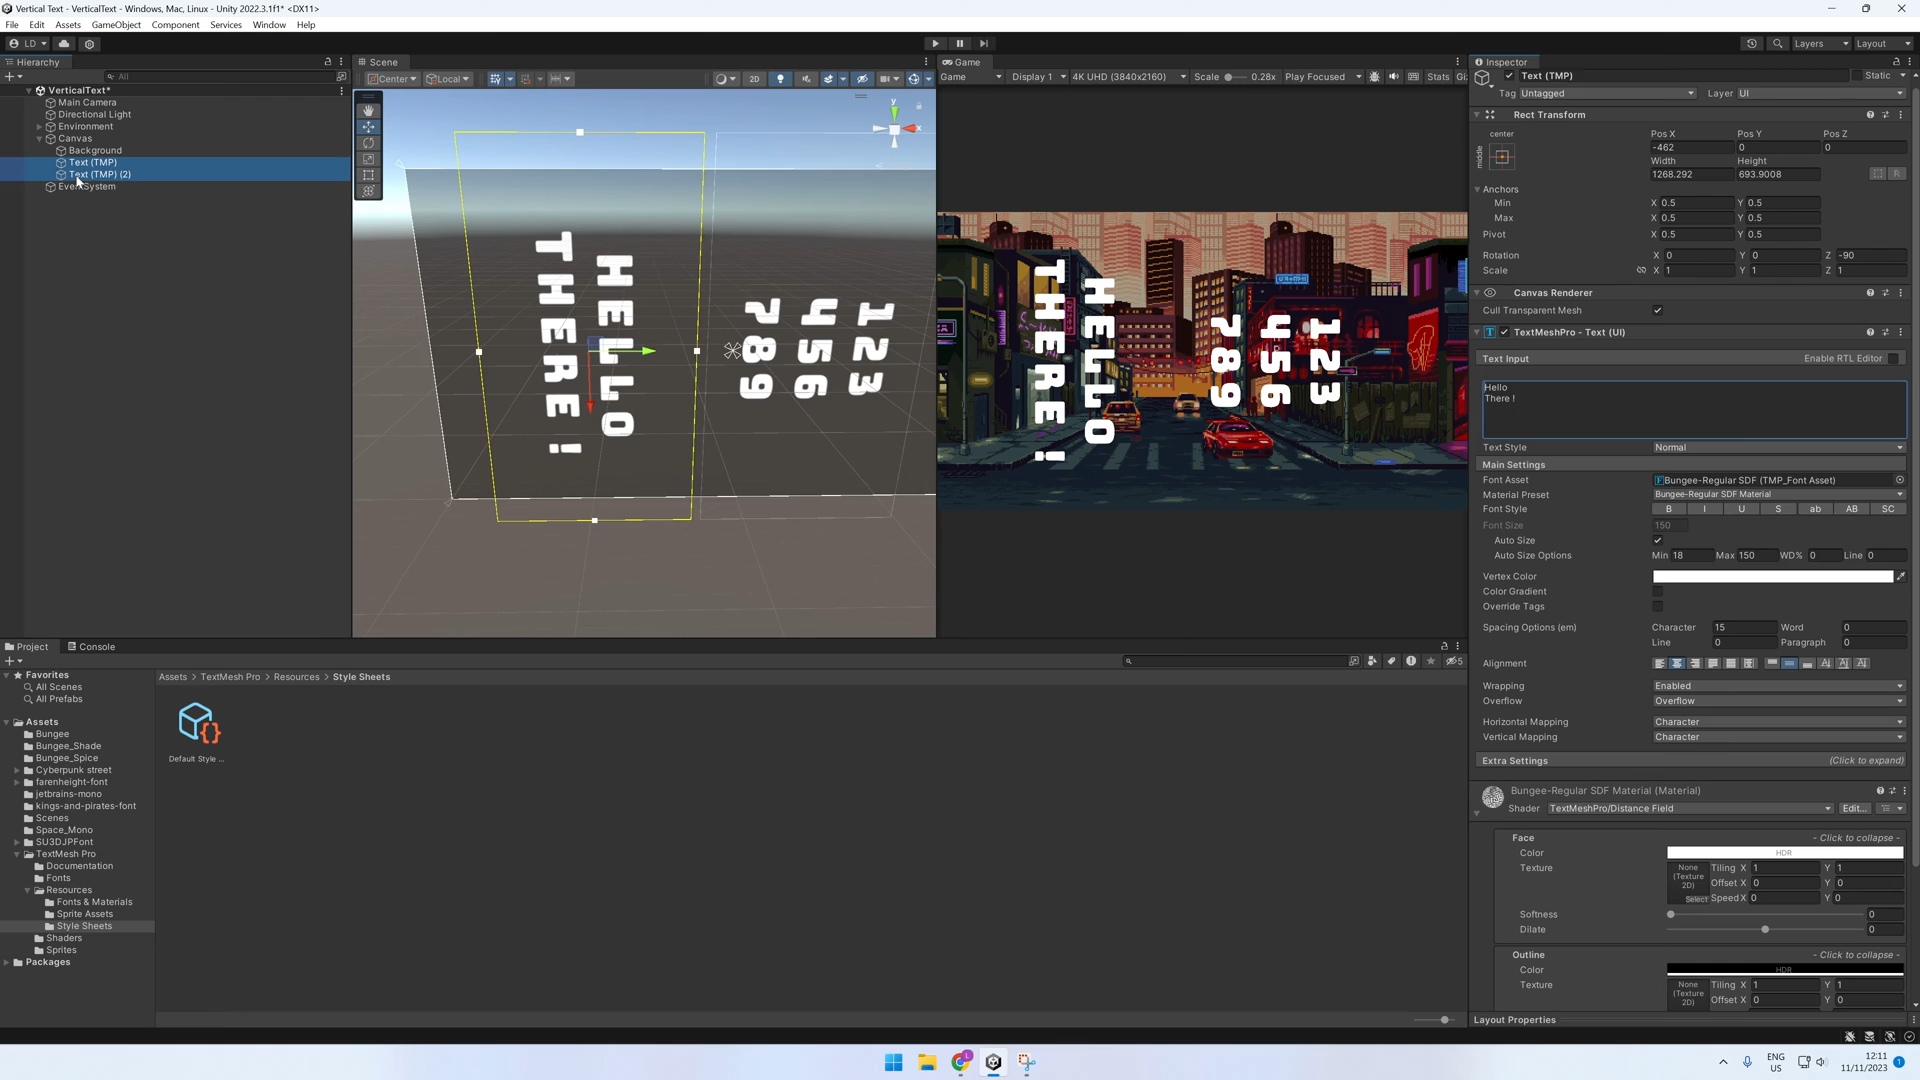 Vertical Text - VerticalText - Windows, Mac, Linux - Unity 2022.3.1f1* <DX11>
File Edit Assets GameObject Component Services Window Help
LD Layers Layout
Hierarchy
All
VerticalText*
Main Camera
Directional Light
Environment
Canvas
Background
Text (TMP)
Text (TMP) (2)
EventSystem
Scene
Center Local 2D
y
x
HELLO
THERE !
123
456
789
Game
Game Display 1 4K UHD (3840x2160) Scale 0.28x Play Focused Stats Gi
HELLO
THERE !
123
456
789
Inspector
Text (TMP) Static
Tag Untagged Layer UI
Rect Transform
center Pos X Pos Y Pos Z
middle -462 0 0
Width Height
1268.292 693.9008 R
Anchors
Min X 0.5 Y 0.5
Max X 0.5 Y 0.5
Pivot X 0.5 Y 0.5
Rotation X 0 Y 0 Z -90
Scale X 1 Y 1 Z 1
Canvas Renderer
Cull Transparent Mesh
TextMeshPro - Text (UI)
Text Input Enable RTL Editor
Hello
There !
Text Style Normal
Main Settings
Font Asset Bungee-Regular SDF (TMP_Font Asset)
Material Preset Bungee-Regular SDF Material
Font Style B I U S ab AB SC
Font Size 150
Auto Size
Auto Size Options Min 18 Max 150 WD% 0 Line 0
Vertex Color
Color Gradient
Override Tags
Spacing Options (em) Character 15 Word 0
Line 0 Paragraph 0
Alignment
Wrapping Enabled
Overflow Overflow
Horizontal Mapping Character
Vertical Mapping Character
Extra Settings (Click to expand)
Bungee-Regular SDF Material (Material)
Shader TextMeshPro/Distance Field Edit...
Face - Click to collapse -
Color HDR
Texture None (Texture 2D) Select Tiling X 1 Y 1
Offset X 0 Y 0
Speed X 0 Y 0
Softness 0
Dilate 0
Outline - Click to collapse -
Color HDR
Texture None (Texture 2D) Tiling X 1 Y 1
Offset X 0 Y 0
Layout Properties
Project Console
5
Favorites
All Scenes
All Prefabs
Assets
Bungee
Bungee_Shade
Bungee_Spice
Cyberpunk street
farenheight-font
jetbrains-mono
kings-and-pirates-font
Scenes
Space_Mono
SU3DJPFont
TextMesh Pro
Documentation
Fonts
Resources
Fonts & Materials
Sprite Assets
Style Sheets
Shaders
Sprites
Packages
Assets > TextMesh Pro > Resources > Style Sheets
Default Style ...
ENG
US
12:11
11/11/2023
1